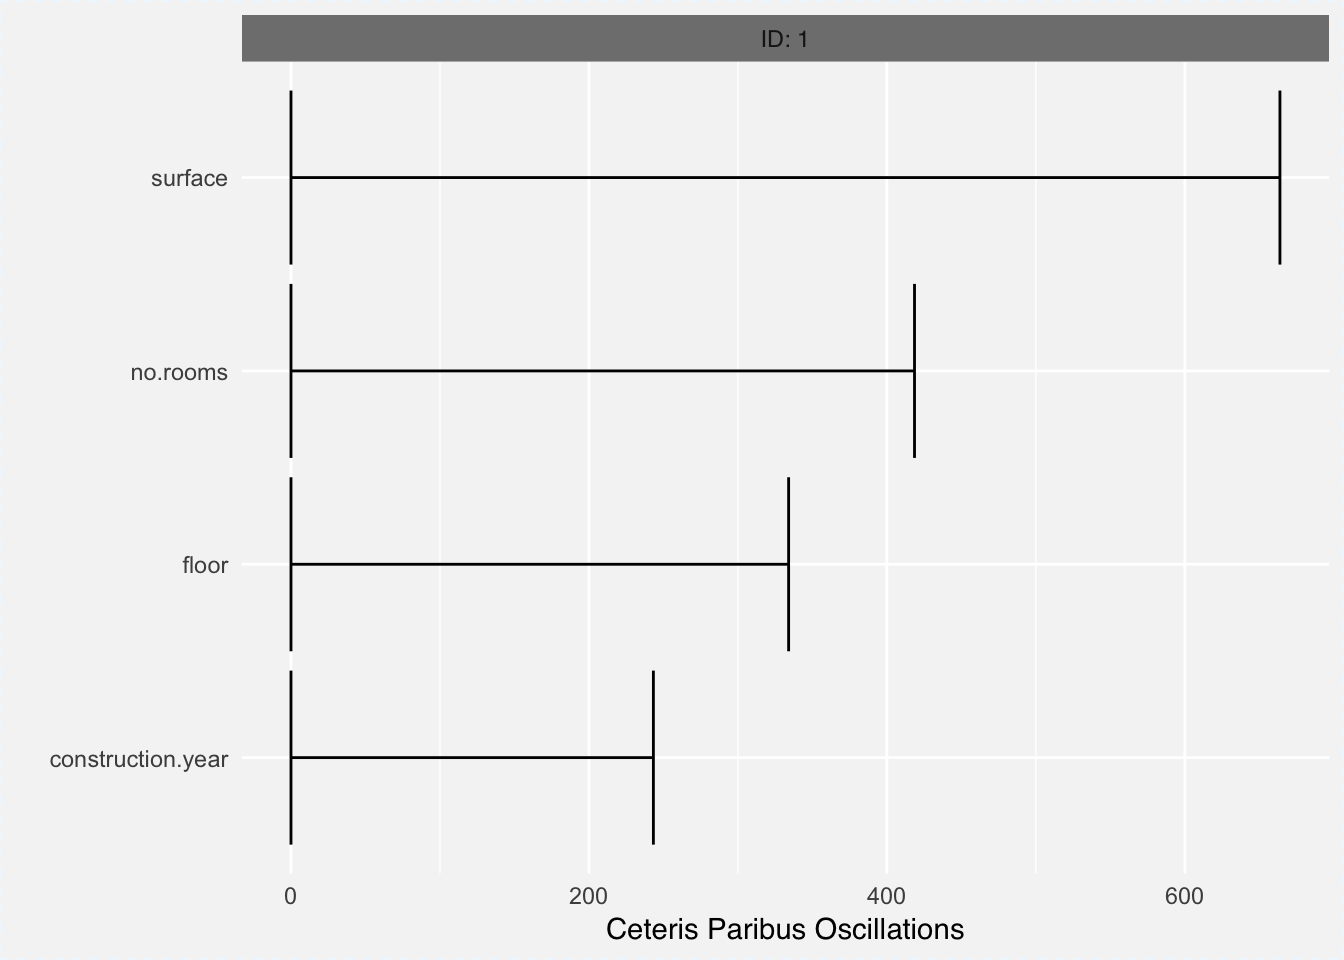 ID: 1
surface
no.rooms
floor
construction.year
0 200 400 600
Ceteris Paribus Oscillations